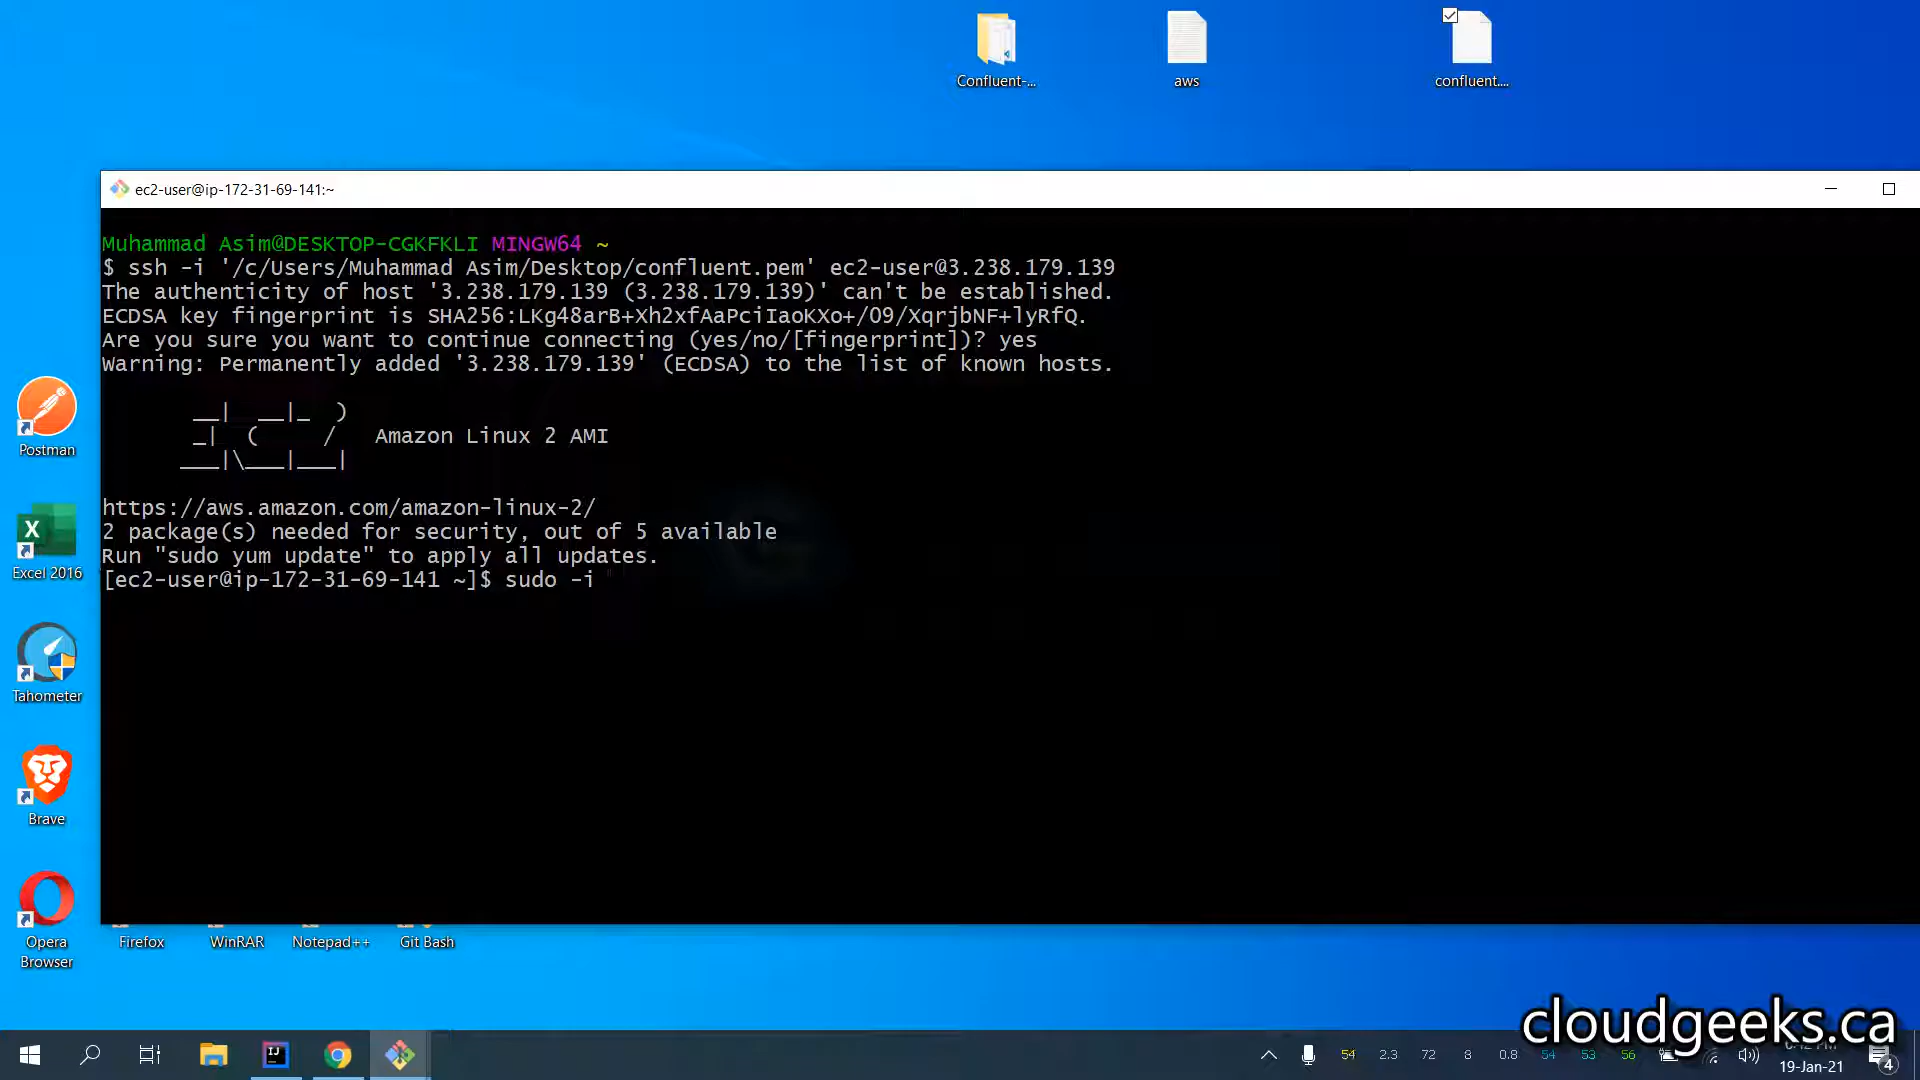 Confluent-...
aws
confluent....
ec2-user@ip-172-31-69-141:~
Muhammad Asim@DESKTOP-CGKFKLI MINGW64 ~
$ ssh -i '/c/Users/Muhammad Asim/Desktop/confluent.pem' ec2-user@3.238.179.139
The authenticity of host '3.238.179.139 (3.238.179.139)' can't be established.
ECDSA key fingerprint is SHA256:LKg48arB+Xh2xfAaPciIaoKXo+/O9/XqrjbNF+lyRfQ.
Are you sure you want to continue connecting (yes/no/[fingerprint])? yes
Warning: Permanently added '3.238.179.139' (ECDSA) to the list of known hosts.
__|  __|_  )
_|  (     /   Amazon Linux 2 AMI
___|\___|___|
https://aws.amazon.com/amazon-linux-2/
2 package(s) needed for security, out of 5 available
Run "sudo yum update" to apply all updates.
[ec2-user@ip-172-31-69-141 ~]$ sudo -i
Postman
Excel 2016
Tahometer
Brave
Opera
Browser
Firefox
WinRAR
Notepad++
Git Bash
cloudgeeks.ca
54 2.3 72 8 0.8 54 53 56
19-Jan-21
4